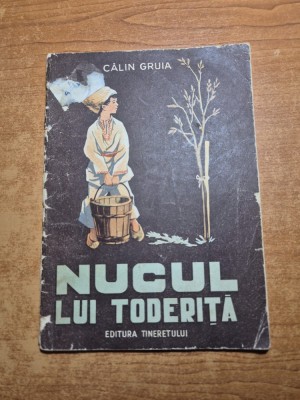 CĂLIN GRUIA
NUCUL
LUI TODERIȚĂ
EDITURA TINERETULUI